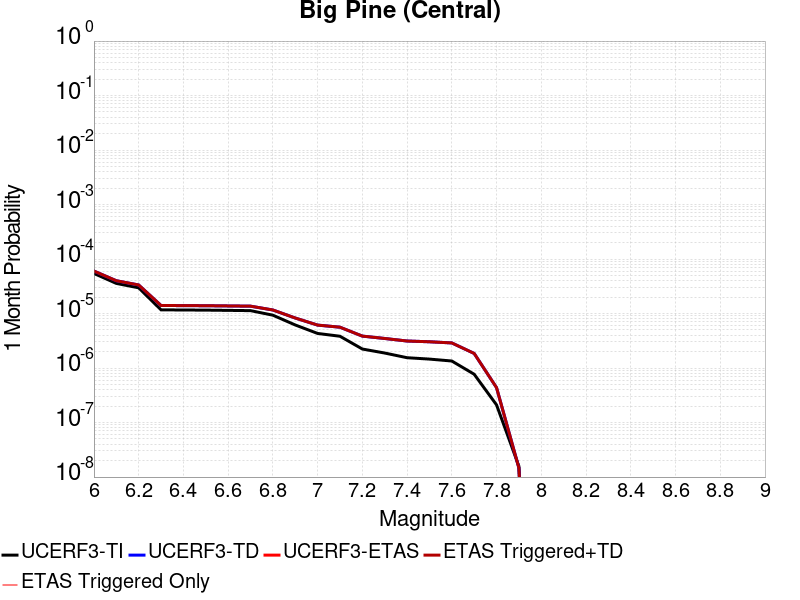 Big Pine (Central)
10^0
10^-1
10^-2
10^-3
10^-4
10^-5
10^-6
10^-7
10^-8
1 Month Probability
6 6.2 6.4 6.6 6.8 7 7.2 7.4 7.6 7.8 8 8.2 8.4 8.6 8.8 9
Magnitude
UCERF3-TI UCERF3-TD UCERF3-ETAS ETAS Triggered+TD
ETAS Triggered Only